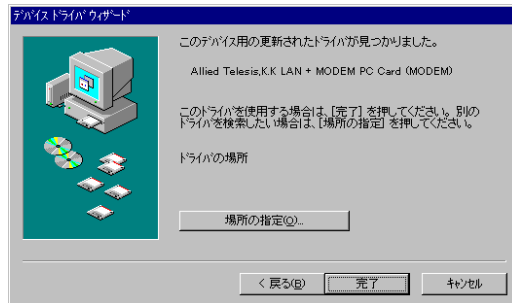 ﾃﾞﾊﾞｲｽ ﾄﾞﾗｲﾊﾞ ｳｨｻﾞｰﾄﾞ
このﾃﾞﾊﾞｲｽ用の更新されたﾄﾞﾗｲﾊﾞが見つかりました。
Allied Telesis,K.K LAN + MODEM PC Card (MODEM)
このﾄﾞﾗｲﾊﾞを使用する場合は、[完了] を押してください。別の
ﾄﾞﾗｲﾊﾞを検索したい場合は、[場所の指定] を押してください。
ﾄﾞﾗｲﾊﾞの場所
場所の指定(O)...
< 戻る(B)
完了
ｷｬﾝｾﾙ